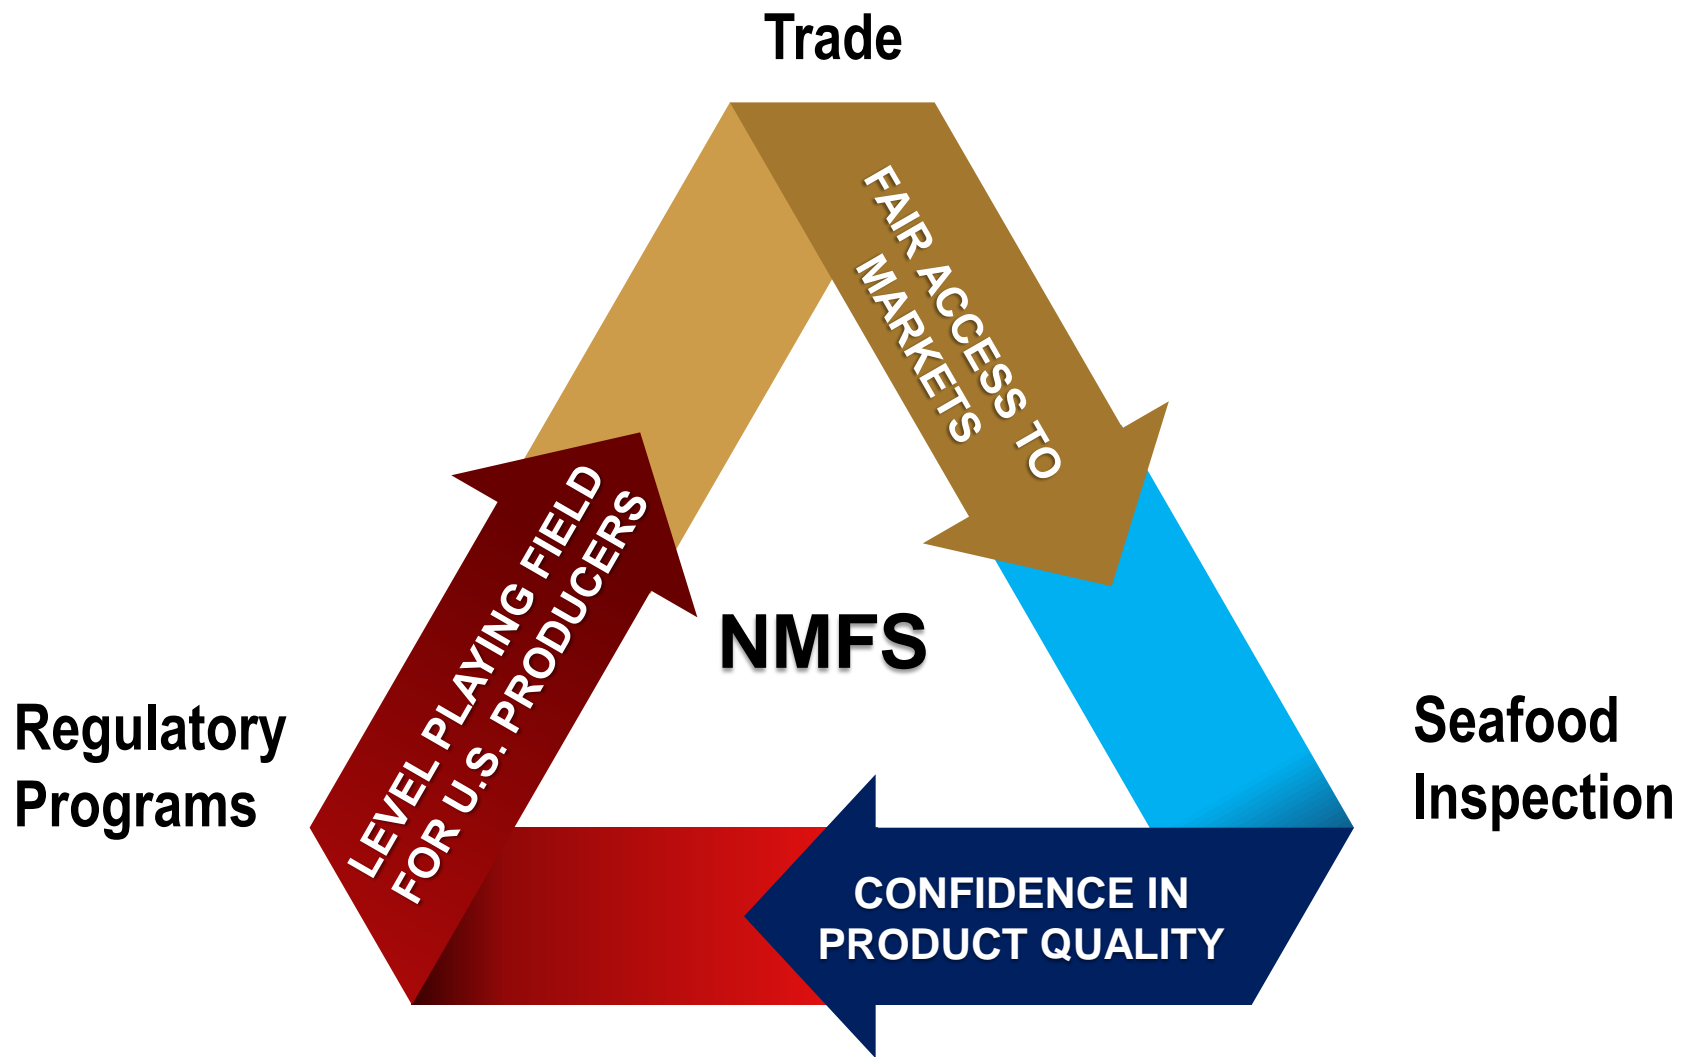 Trade
FAIR ACCESS TO
MARKETS
LEVEL PLAYING FIELD
FOR U.S. PRODUCERS
NMFS
Regulatory
Programs
Seafood
Inspection
CONFIDENCE IN
PRODUCT QUALITY